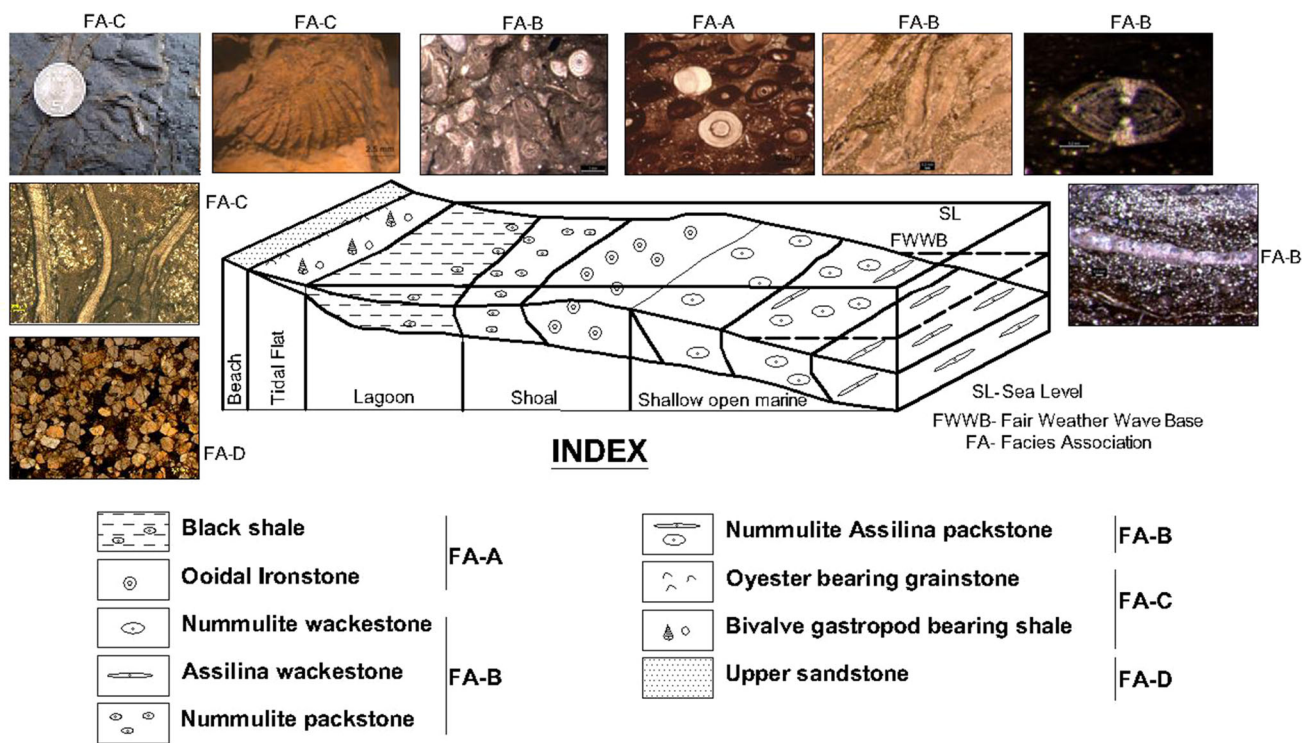 FA-C
FA-C
FA-B
FA-A
FA-B
FA-B
2.5 mm
FA-C
SL
FWWB
FA-B
Beach
Tidal Flat
Lagoon
Shoal
Shallow open marine
SL- Sea Level
FWWB- Fair Weather Wave Base
FA- Facies Association
FA-D
INDEX
Black shale
Ooidal Ironstone
FA-A
Nummulite wackestone
Assilina wackestone
Nummulite packstone
FA-B
Nummulite Assilina packstone
FA-B
Oyester bearing grainstone
Bivalve gastropod bearing shale
FA-C
Upper sandstone
FA-D